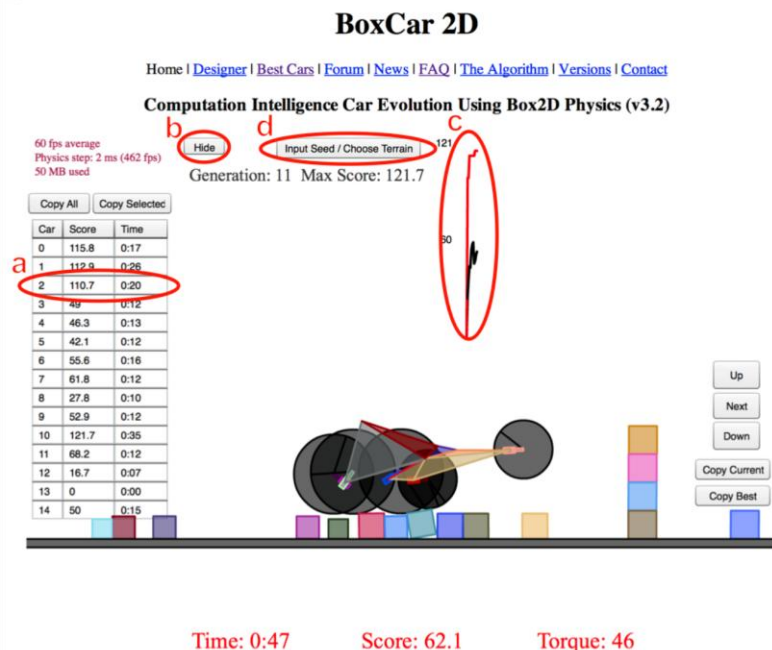 BoxCar 2D
Home | Designer | Best Cars | Forum | News | FAQ | The Algorithm | Versions | Contact
Computation Intelligence Car Evolution Using Box2D Physics (v3.2)
60 fps average
Physics step: 2 ms (462 fps)
50 MB used
b
Hide
d
Input Seed / Choose Terrain
Generation: 11 Max Score: 121.7
c
121
60
Copy All Copy Selected
Car Score Time
0 115.8 0:17
1 112.9 0:26
a
2 110.7 0:20
3 49 0:12
4 46.3 0:13
5 42.1 0:12
6 55.6 0:16
7 61.8 0:12
8 27.8 0:10
9 52.9 0:12
10 121.7 0:35
11 68.2 0:12
12 16.7 0:07
13 0 0:00
14 50 0:15
Up
Next
Down
Copy Current
Copy Best
Time: 0:47 Score: 62.1 Torque: 46